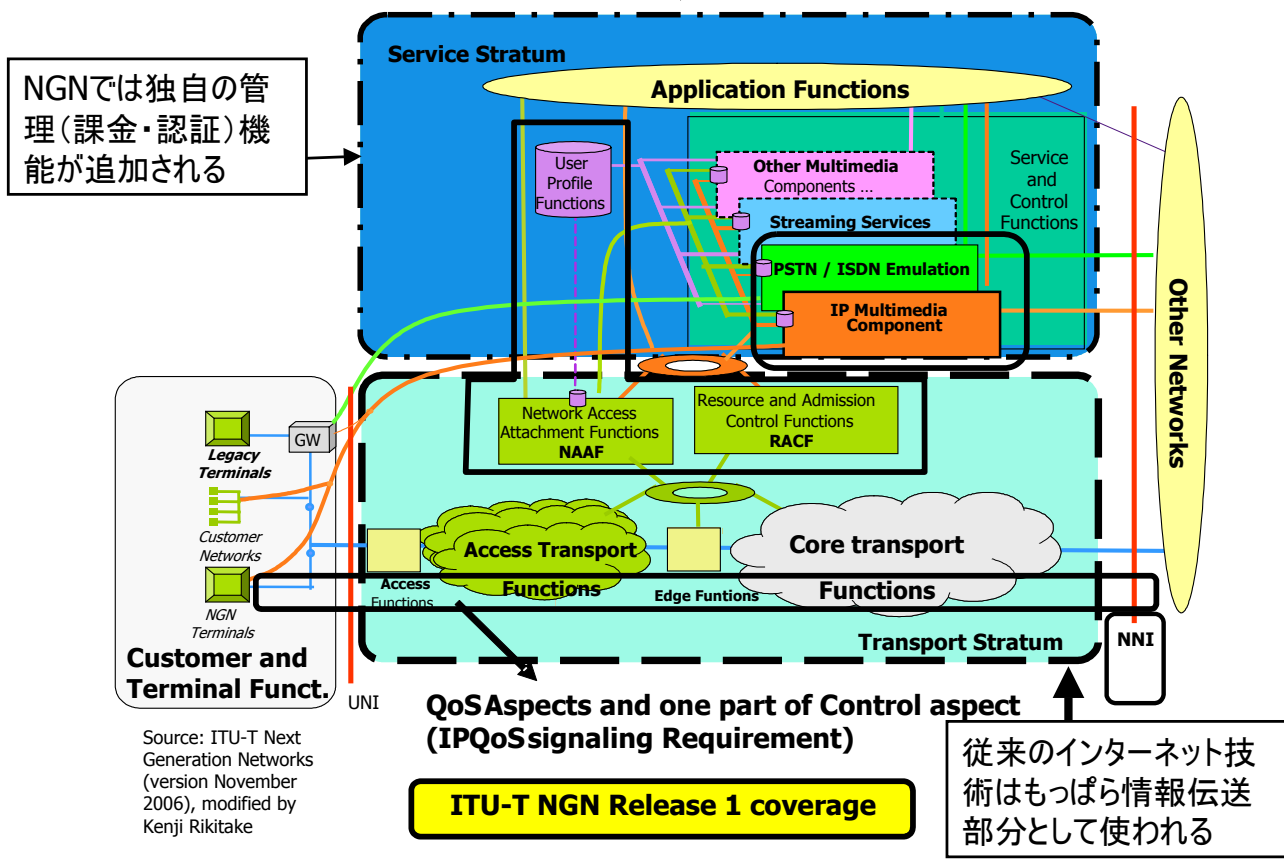 Service Stratum
NGNでは独自の管
理(課金・認証)機
能が追加される
Application Functions
User
Profile
Functions
Other Multimedia
Components ...
Service
and
Control
Functions
Streaming Services
PSTN / ISDN Emulation
IP Multimedia
Component
Other Networks
Network Access
Attachment Functions
NAAF
Resource and Admission
Control Functions
RACF
GW
Legacy
Terminals
Customer
Networks
NGN
Terminals
Customer and
Terminal Funct.
UNI
Access
Functions
Access Transport
Functions
Edge Funtions
Core transport
Functions
Transport Stratum
NNI
QoS Aspects and one part of Control aspect
(IPQoSsignaling Requirement)
Source: ITU-T Next
Generation Networks
(version November
2006), modified by
Kenji Rikitake
ITU-T NGN Release 1 coverage
従来のインターネット技
術はもっぱら情報伝送
部分として使われる